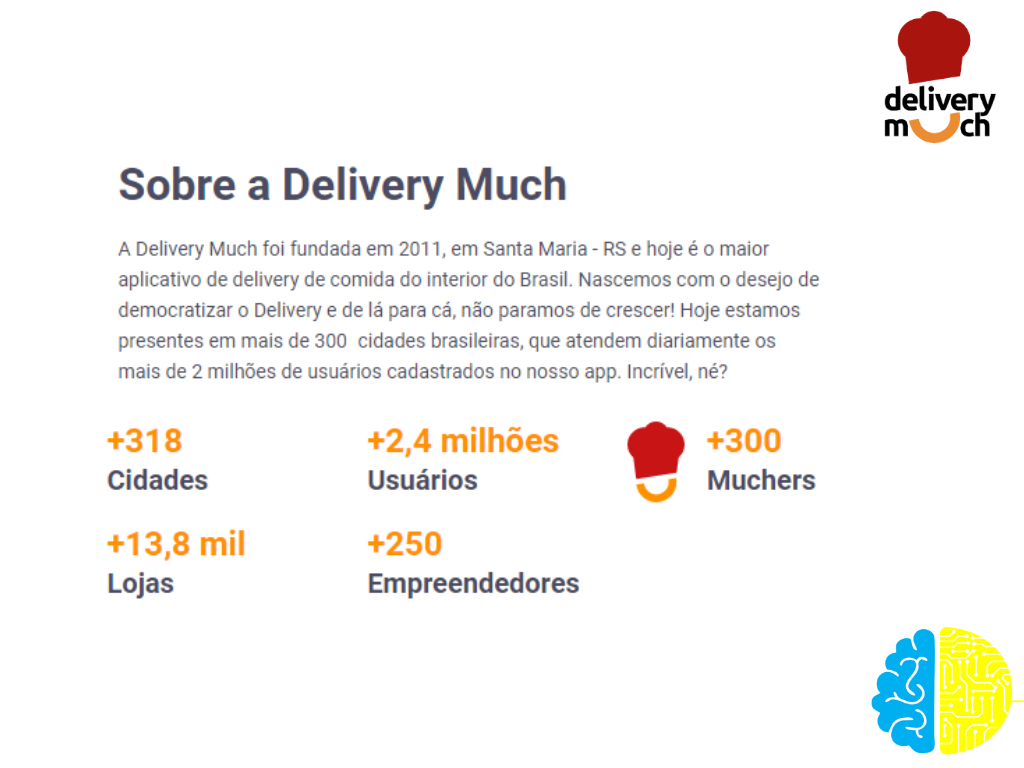 delivery
much
Sobre a Delivery Much
A Delivery Much foi fundada em 2011, em Santa Maria - RS e hoje é o maior
aplicativo de delivery de comida do interior do Brasil. Nascemos com o desejo de
democratizar o Delivery e de lá para cá, não paramos de crescer! Hoje estamos
presentes em mais de 300  cidades brasileiras, que atendem diariamente os
mais de 2 milhões de usuários cadastrados no nosso app. Incrível, né?
+318
Cidades
+2,4 milhões
Usuários
+300
Muchers
+13,8 mil
Lojas
+250
Empreendedores